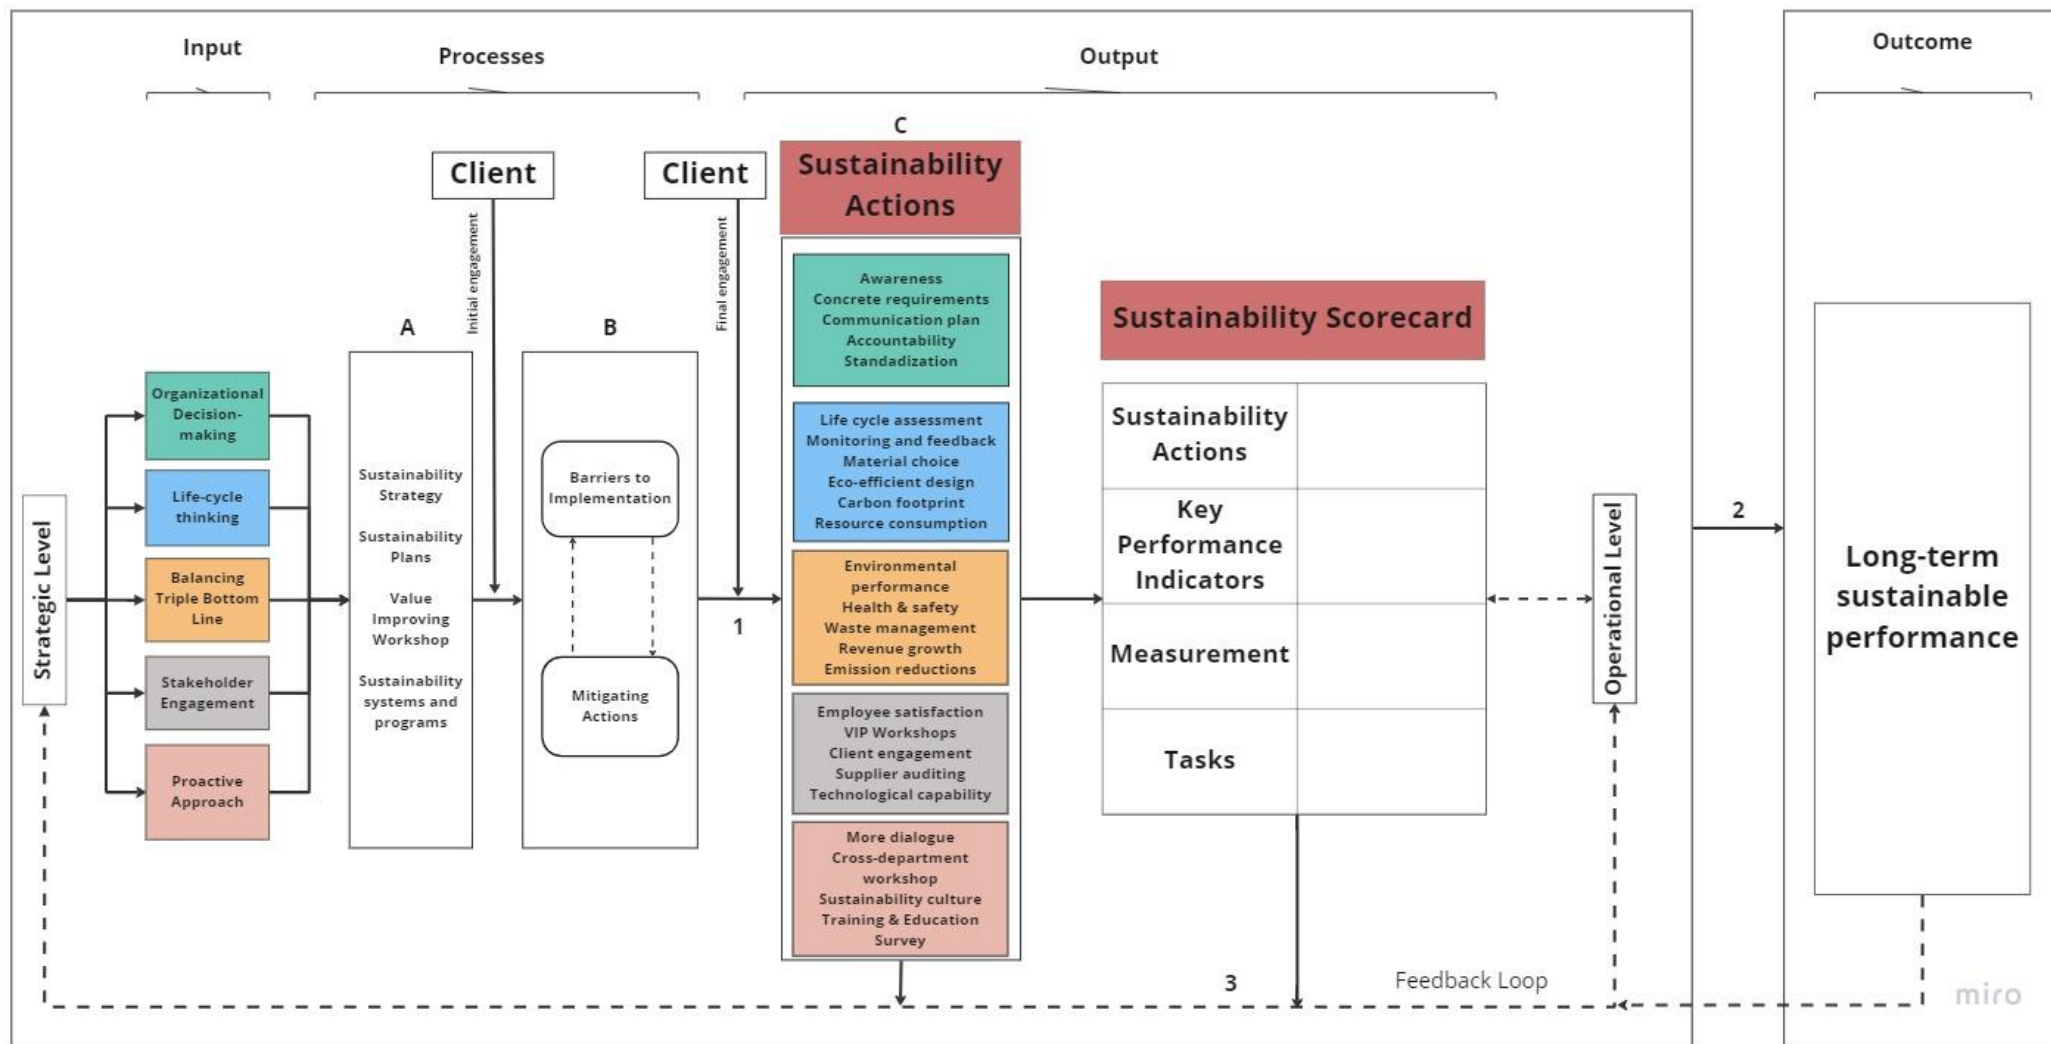 Input
Processes
Output
Outcome
Client
Client
C
Sustainability
Actions
Initial engagement
Final engagement
A
B
Strategic Level
Organizational
Decision-
making
Life-cycle
thinking
Balancing
Triple Bottom
Line
Stakeholder
Engagement
Proactive
Approach
Sustainability
Strategy
Sustainability
Plans
Value
Improving
Workshop
Sustainability
systems and
programs
Barriers to
Implementation
Mitigating
Actions
1
Awareness
Concrete requirements
Communication plan
Accountability
Standadization
Life cycle assessment
Monitoring and feedback
Material choice
Eco-efficient design
Carbon footprint
Resource consumption
Environmental
performance
Health & safety
Waste management
Revenue growth
Emission reductions
Employee satisfaction
VIP Workshops
Client engagement
Supplier auditing
Technological capability
More dialogue
Cross-department
workshop
Sustainability culture
Training & Education
Survey
Sustainability Scorecard
Sustainability
Actions
Key
Performance
Indicators
Measurement
Tasks
Operational Level
2
Long-term
sustainable
performance
3
Feedback Loop
miro